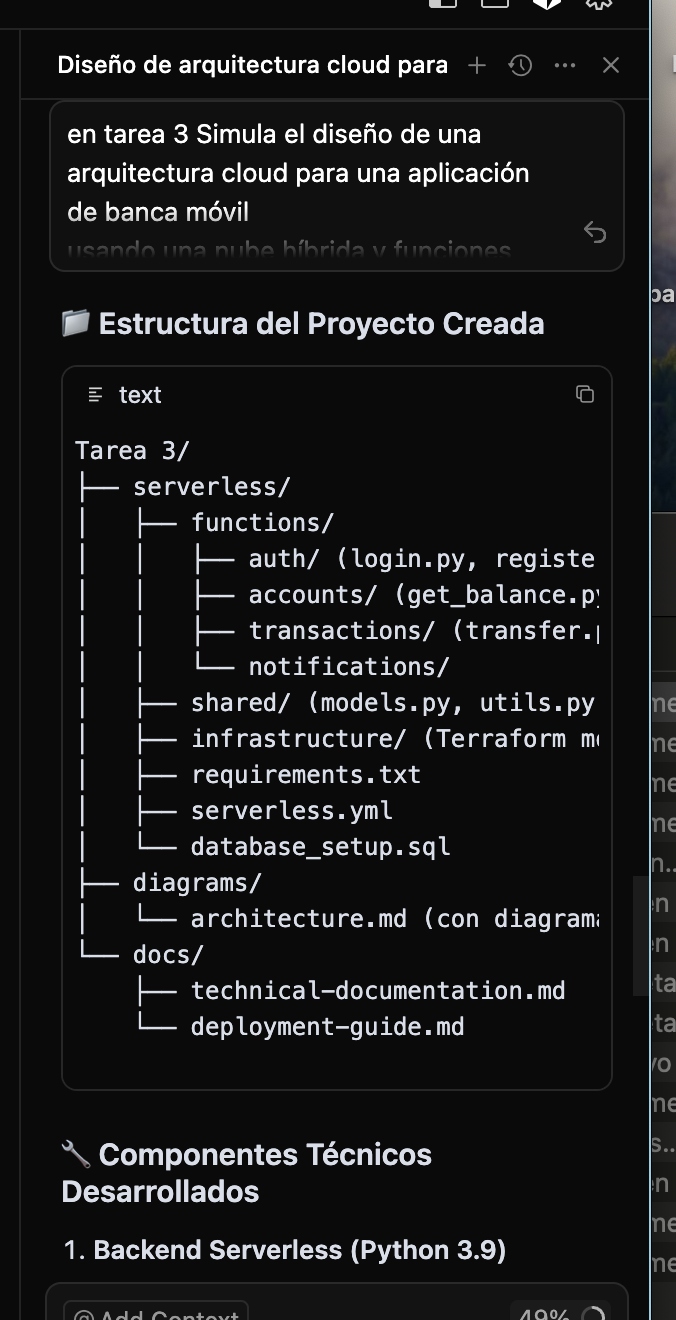 Diseño de arquitectura cloud para
en tarea 3 Simula el diseño de una
arquitectura cloud para una aplicación
de banca móvil
usando una nube híbrida y funciones
📁 Estructura del Proyecto Creada
text
Tarea 3/
├── serverless/
│   ├── functions/
│   │   ├── auth/ (login.py, registe
│   │   ├── accounts/ (get_balance.py
│   │   ├── transactions/ (transfer.p
│   │   └── notifications/
│   ├── shared/ (models.py, utils.py
│   ├── infrastructure/ (Terraform mo
│   ├── requirements.txt
│   ├── serverless.yml
│   └── database_setup.sql
├── diagrams/
│   └── architecture.md (con diagrama
└── docs/
    ├── technical-documentation.md
    └── deployment-guide.md
🔧 Componentes Técnicos
Desarrollados
1. Backend Serverless (Python 3.9)
@ Add Context
49%